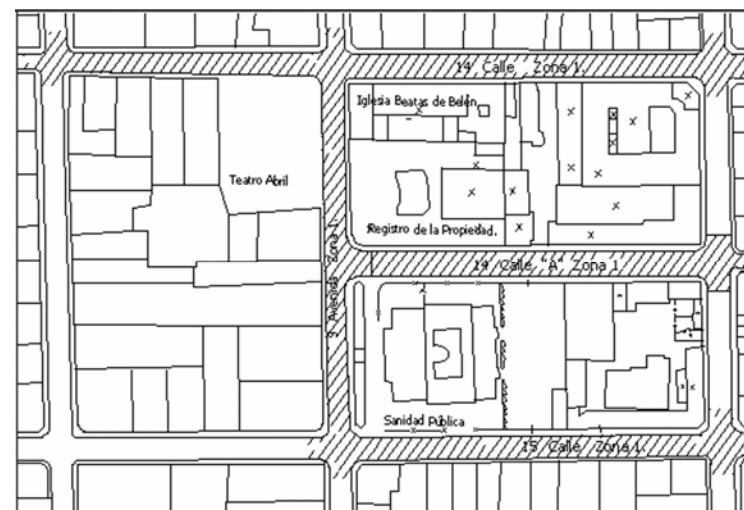 14 Calle Zona 1.
Iglesia Beatas de Belén.
Teatro Abril
Registro de la Propiedad.
14 Calle "A" Zona 1.
9 Avenida Zona 1.
Sanidad Pública
15 Calle Zona 1.